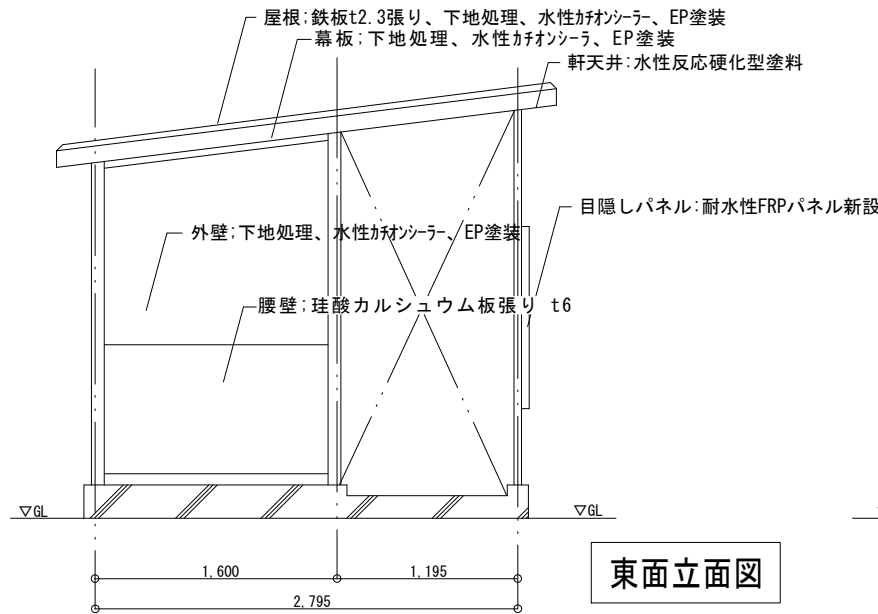 屋根;鉄板t2.3張り、下地処理、水性ｶﾁｵﾝｼｰﾗｰ、EP塗装
幕板;下地処理、水性ｶﾁｵﾝｼｰﾗ、EP塗装
軒天井:水性反応硬化型塗料
目隠しパネル:耐水性FRPパネル新設
外壁;下地処理、水性ｶﾁｵﾝｼｰﾗｰ、EP塗装
腰壁;珪酸カルシュウム板張り t6
▽GL
▽GL
1,600
1,195
2,795
東面立面図